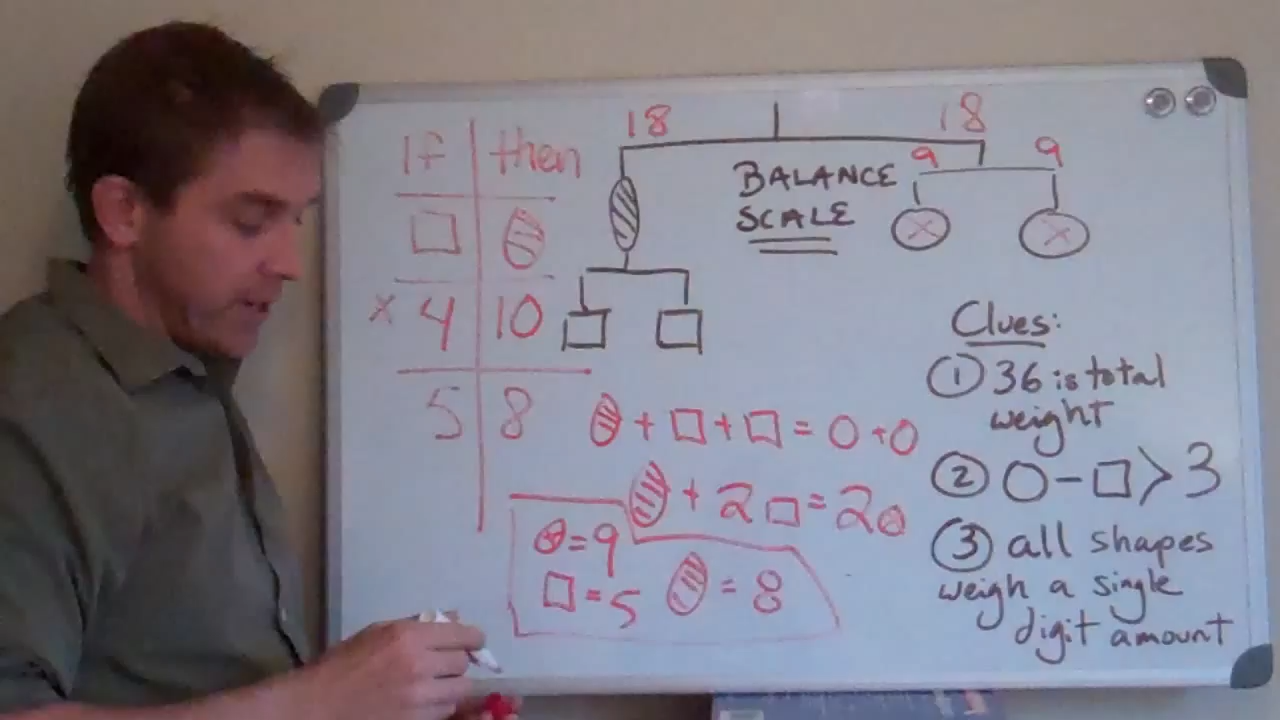 If then
× 4 10
5 8
18 18
9 9
BALANCE
SCALE
× ×
+ + = +
+ 2 = 2
= 9
= 5 = 8
Clues:
① 36 is total
weight
② ○ - □ > 3
③ all shapes
weigh a single
digit amount